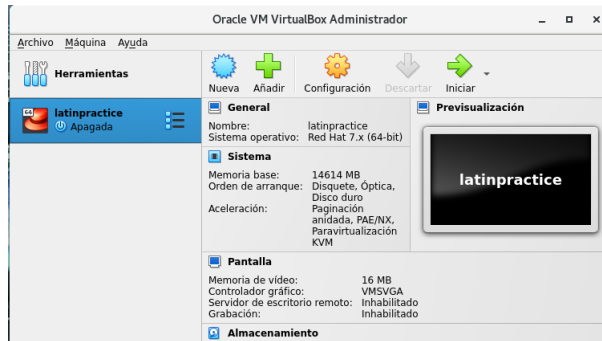 Oracle VM VirtualBox Administrador
Archivo Máquina Ayuda
Herramientas
Nueva Añadir Configuración Descartar Iniciar
64
latinpractice
Apagada
General
Nombre: latinpractice
Sistema operativo: Red Hat 7.x (64-bit)
Sistema
Memoria base: 14614 MB
Orden de arranque: Disquete, Óptica,
Disco duro
Aceleración: Paginación
anidada, PAE/NX,
Paravirtualización
KVM
Previsualización
latinpractice
Pantalla
Memoria de vídeo: 16 MB
Controlador gráfico: VMSVGA
Servidor de escritorio remoto: Inhabilitado
Grabación: Inhabilitado
Almacenamiento